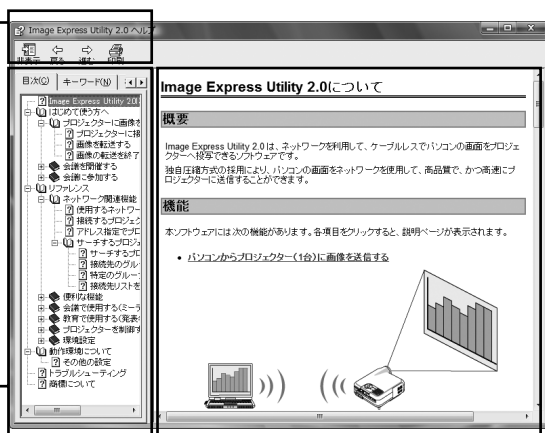 Image Express Utility 2.0 ヘルプ
非表示 戻る 進む 印刷
目次(C) キーワード(N)
Image Express Utility 2.0に
はじめて使う方へ
プロジェクターに画像を
プロジェクターに接
画像を転送する
画像の転送を終了
会議を開催する
会議に参加する
リファレンス
ネットワーク関連機能
使用するネットワー
接続するプロジェク
アドレス指定でプロ
サーチするプロジェ
サーチするプロ
接続先のグルー
特定のグルー
接続先リストを
便利な機能
会議で使用する(ミーテ
教育で使用する(発表
プロジェクターを制御す
環境設定
動作環境について
その他の設定
トラブルシューティング
商標について
Image Express Utility 2.0について
概要
Image Express Utility 2.0 は、ネットワークを利用して、ケーブルレスでパソコンの画面をプロジェ
クターへ投写できるソフトウェアです。
独自圧縮方式の採用により、パソコンの画面をネットワークを使用して、高品質で、かつ高速にプ
ロジェクターに送信することができます。
機能
本ソフトウェアには次の機能があります。各項目をクリックすると、説明ページが表示されます。
• パソコンからプロジェクター(1台)に画像を送信する